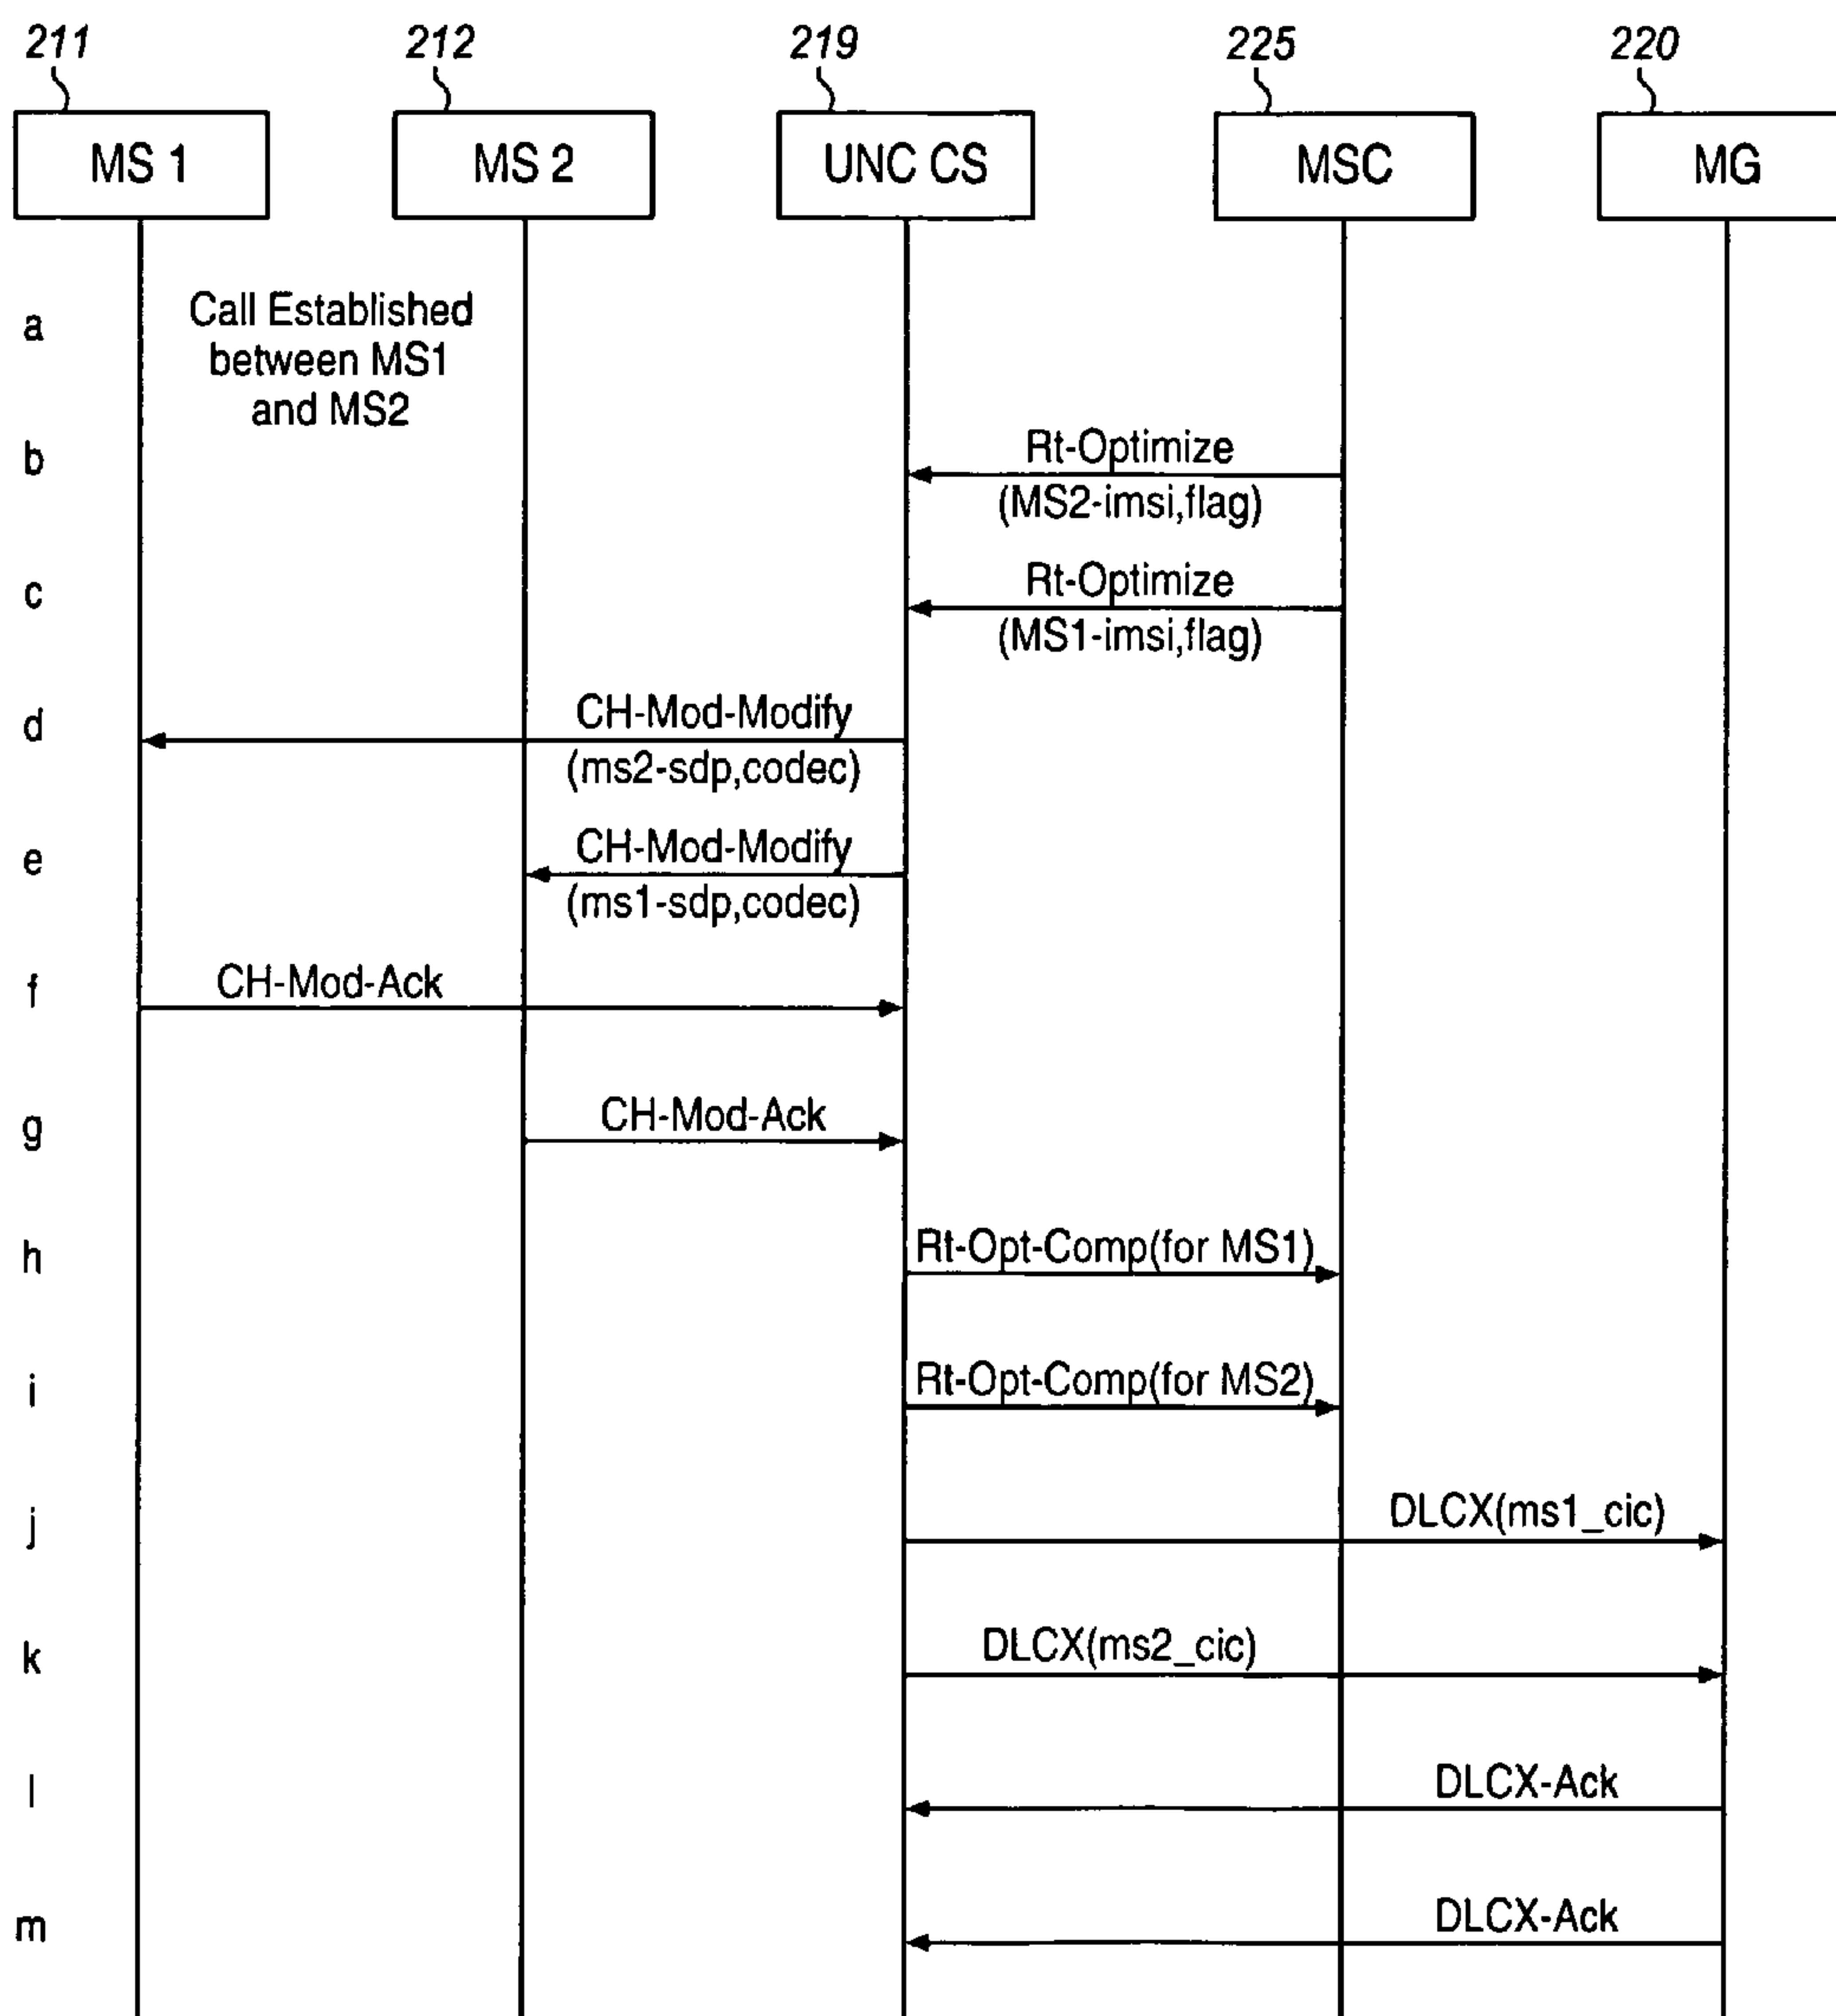 211 212 219 225 220
MS 1 MS 2 UNC CS MSC MG
a
Call Established
between MS1
and MS2
b
Rt-Optimize
(MS2-imsi,flag)
c
Rt-Optimize
(MS1-imsi,flag)
d
CH-Mod-Modify
(ms2-sdp,codec)
e
CH-Mod-Modify
(ms1-sdp,codec)
f
CH-Mod-Ack
g
CH-Mod-Ack
h
Rt-Opt-Comp(for MS1)
i
Rt-Opt-Comp(for MS2)
j
DLCX(ms1_cic)
k
DLCX(ms2_cic)
l
DLCX-Ack
m
DLCX-Ack